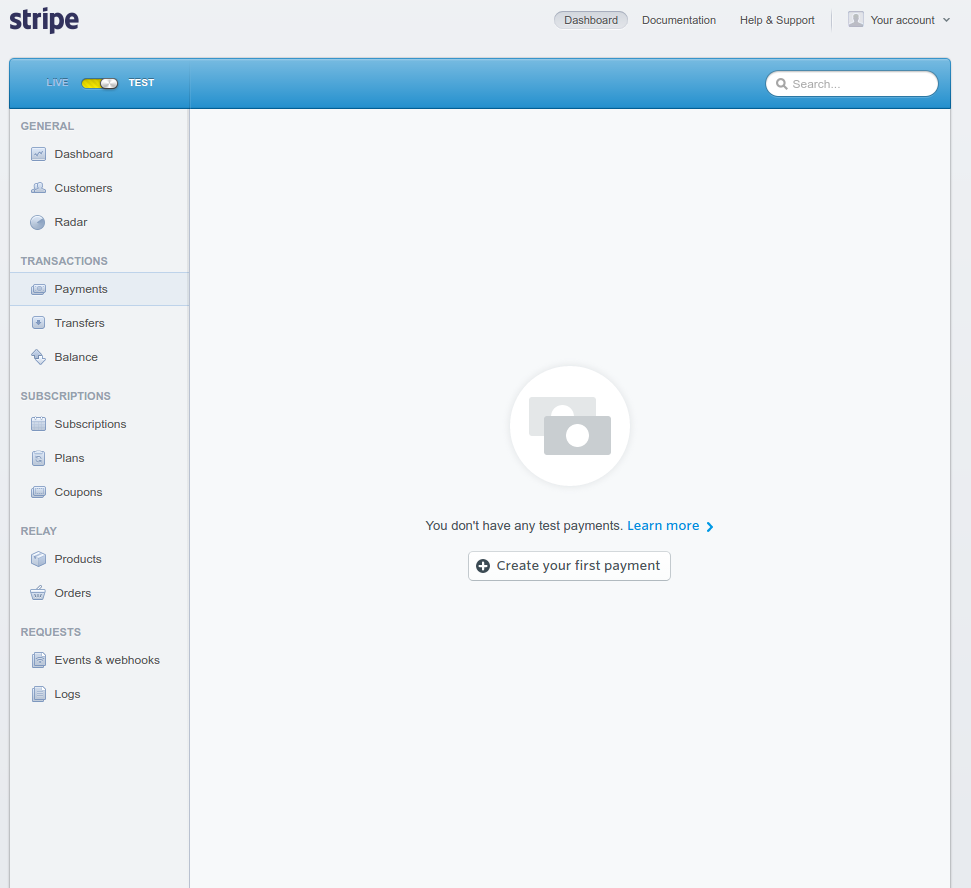 stripe
Dashboard Documentation Help & Support Your account
LIVE TEST Search...
GENERAL
Dashboard
Customers
Radar
TRANSACTIONS
Payments
Transfers
Balance
SUBSCRIPTIONS
Subscriptions
Plans
Coupons
RELAY
Products
Orders
REQUESTS
Events & webhooks
Logs
You don't have any test payments. Learn more
Create your first payment